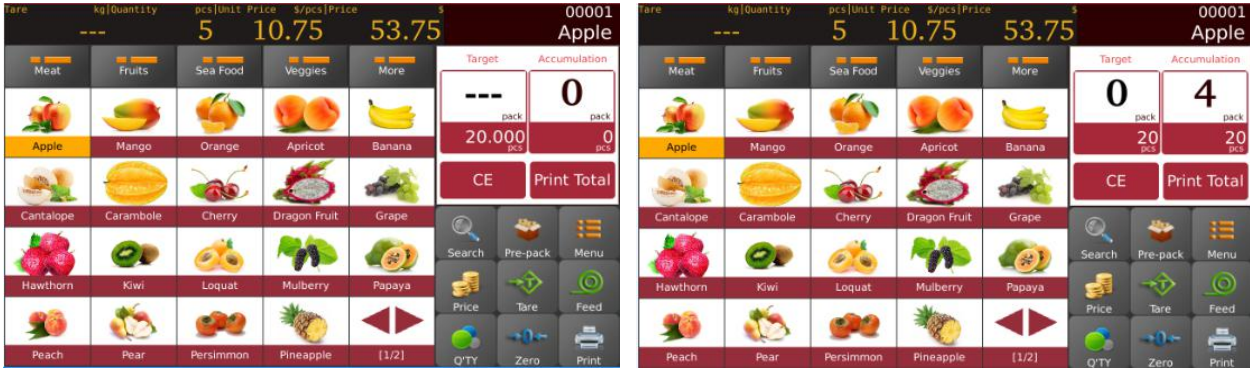 Tare kg|Quantity pcs|Unit Price $/pcs|Price $
--- 5 10.75 53.75
00001
Apple
Meat Fruits Sea Food Veggies More
Target Accumulation
--- 0
pack pack
20.000 0
pcs pcs
Apple Mango Orange Apricot Banana
CE Print Total
Cantalope Carambole Cherry Dragon Fruit Grape
Search Pre-pack Menu
Hawthorn Kiwi Loquat Mulberry Papaya
Price Tare Feed
Peach Pear Persimmon Pineapple [1/2]
Q'TY Zero Print
Tare kg|Quantity pcs|Unit Price $/pcs|Price $
--- 5 10.75 53.75
00001
Apple
Meat Fruits Sea Food Veggies More
Target Accumulation
0 4
pack pack
20 20
pcs pcs
Apple Mango Orange Apricot Banana
CE Print Total
Cantalope Carambole Cherry Dragon Fruit Grape
Search Pre-pack Menu
Hawthorn Kiwi Loquat Mulberry Papaya
Price Tare Feed
Peach Pear Persimmon Pineapple [1/2]
Q'TY Zero Print